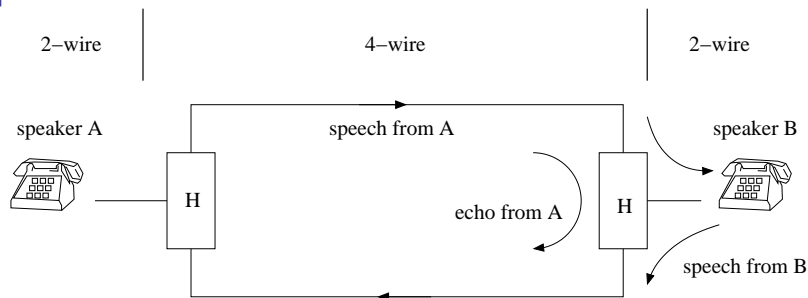 2−wire
4−wire
2−wire
speaker A
speech from A
speaker B
H
echo from A
H
speech from B